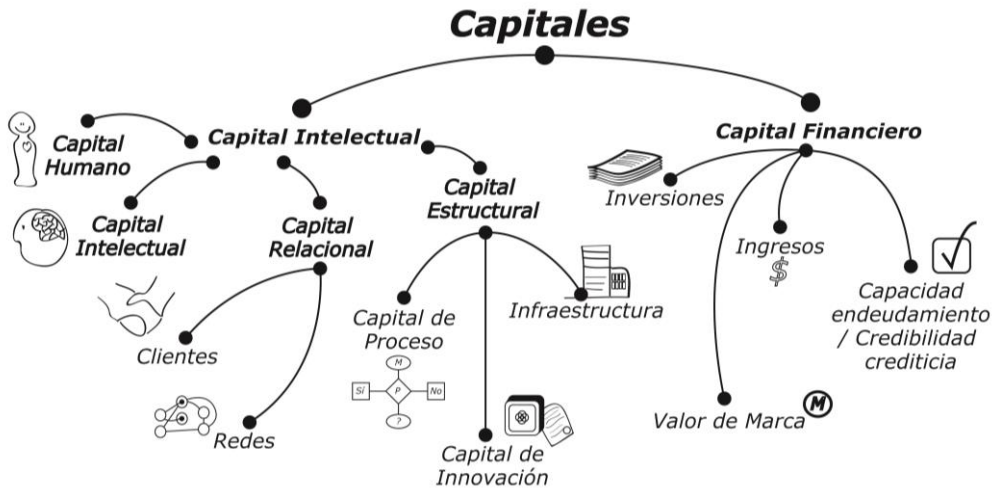 Capitales
Capital Intelectual
Capital
Humano
Capital
Intelectual
Capital
Relacional
Clientes
Redes
Capital
Estructural
Capital de
Proceso
M
Sí
P
No
?
Capital de
Innovación
Infraestructura
Capital Financiero
Inversiones
Valor de Marca
M
Ingresos
$
Capacidad
endeudamiento
/ Credibilidad
crediticia